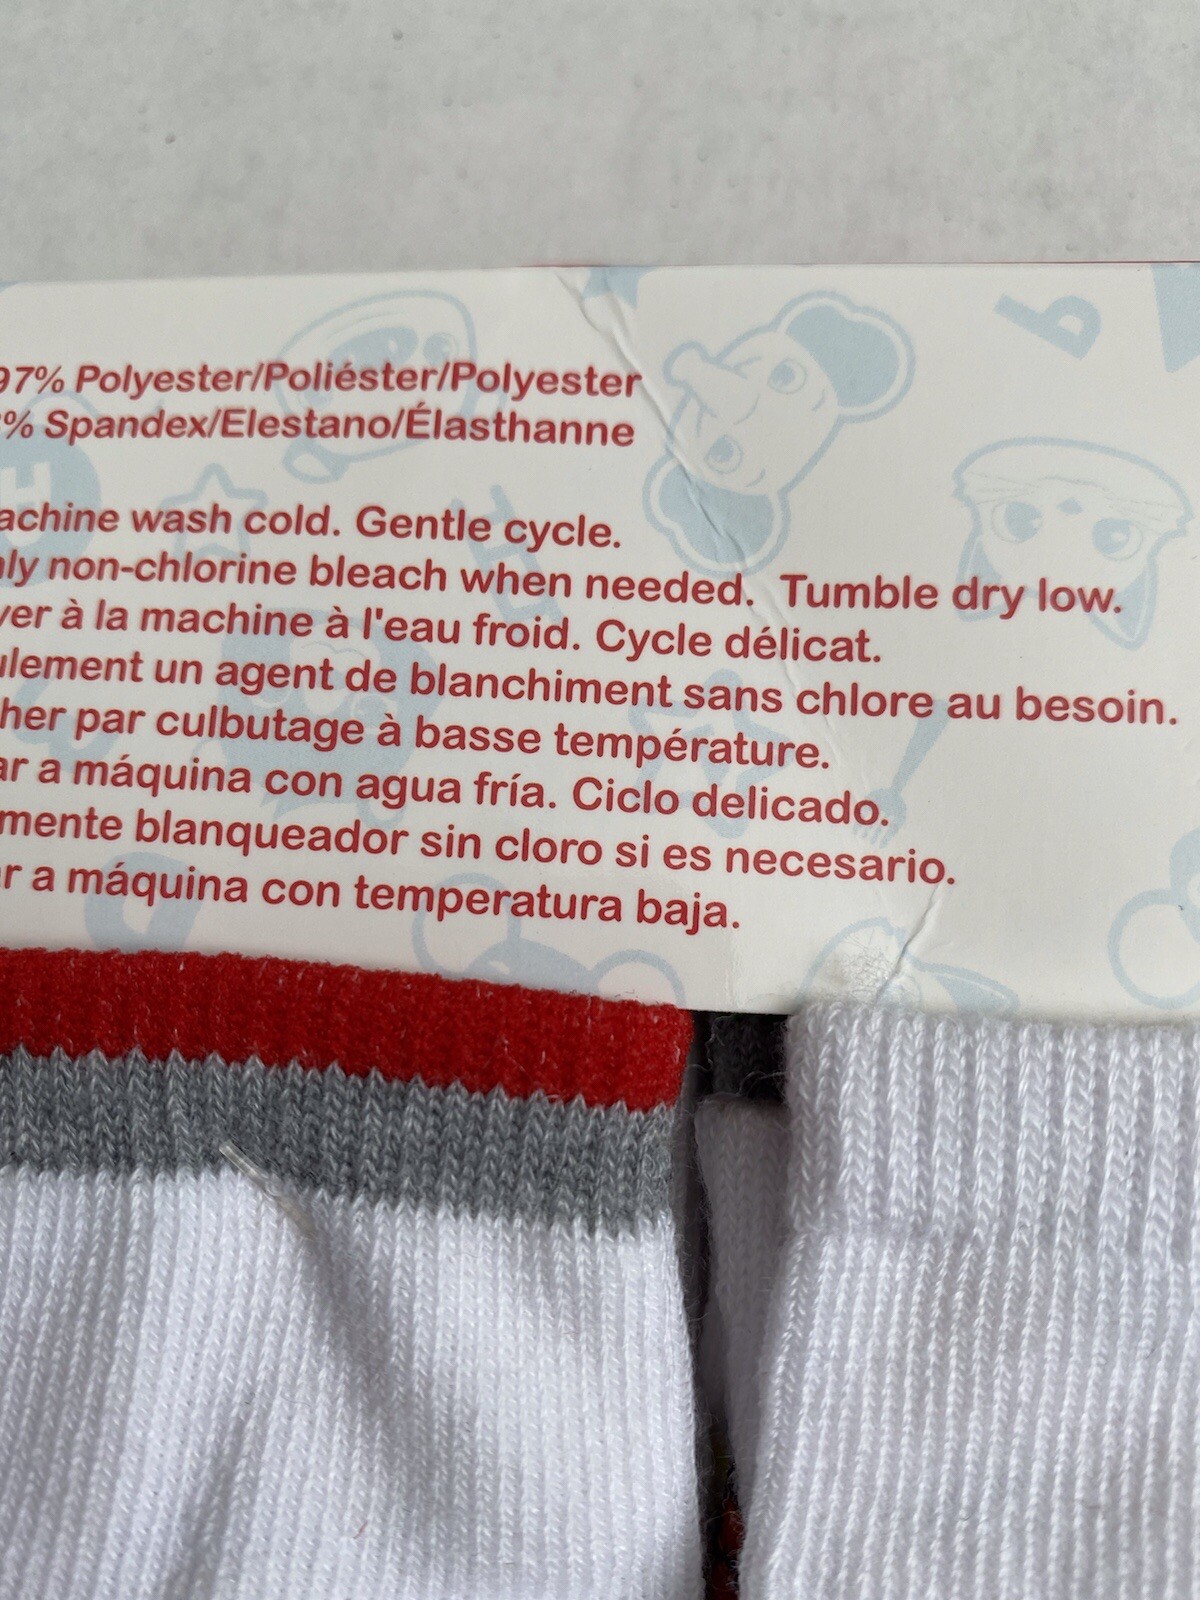 97% Polyester/Poliéster/Polyester
% Spandex/Elestano/Élasthanne
achine wash cold. Gentle cycle.
nly non-chlorine bleach when needed. Tumble dry low.
ver à la machine à l'eau froid. Cycle délicat.
ulement un agent de blanchiment sans chlore au besoin.
her par culbutage à basse température.
ar a máquina con agua fría. Ciclo delicado.
mente blanqueador sin cloro si es necesario.
ar a máquina con temperatura baja.